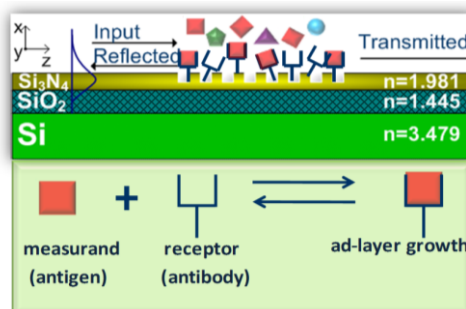 x
y
z
Input
Reflected
Transmitted
Si3N4
n=1.981
SiO2
n=1.445
Si
n=3.479
+
measurand
(antigen)
receptor
(antibody)
ad-layer growth